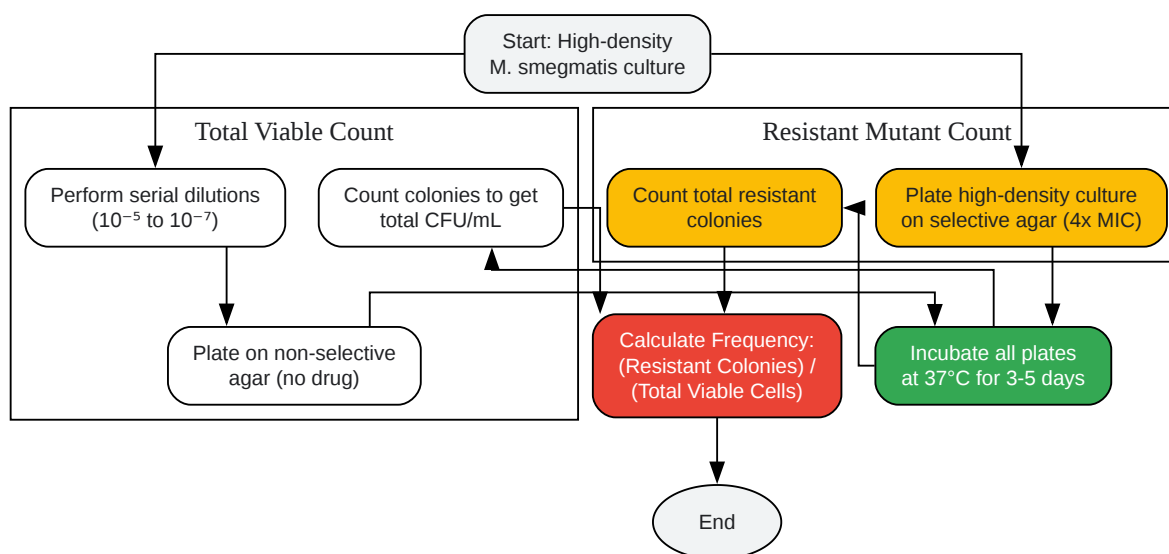 Start: High-density
M. smegmatis culture
Total Viable Count
Resistant Mutant Count
Perform serial dilutions
(10⁻⁵ to 10⁻⁷)
Count colonies to get
total CFU/mL
Count total resistant
colonies
Plate high-density culture
on selective agar (4x MIC)
Plate on non-selective
agar (no drug)
Calculate Frequency:
(Resistant Colonies) /
(Total Viable Cells)
Incubate all plates
at 37°C for 3-5 days
End